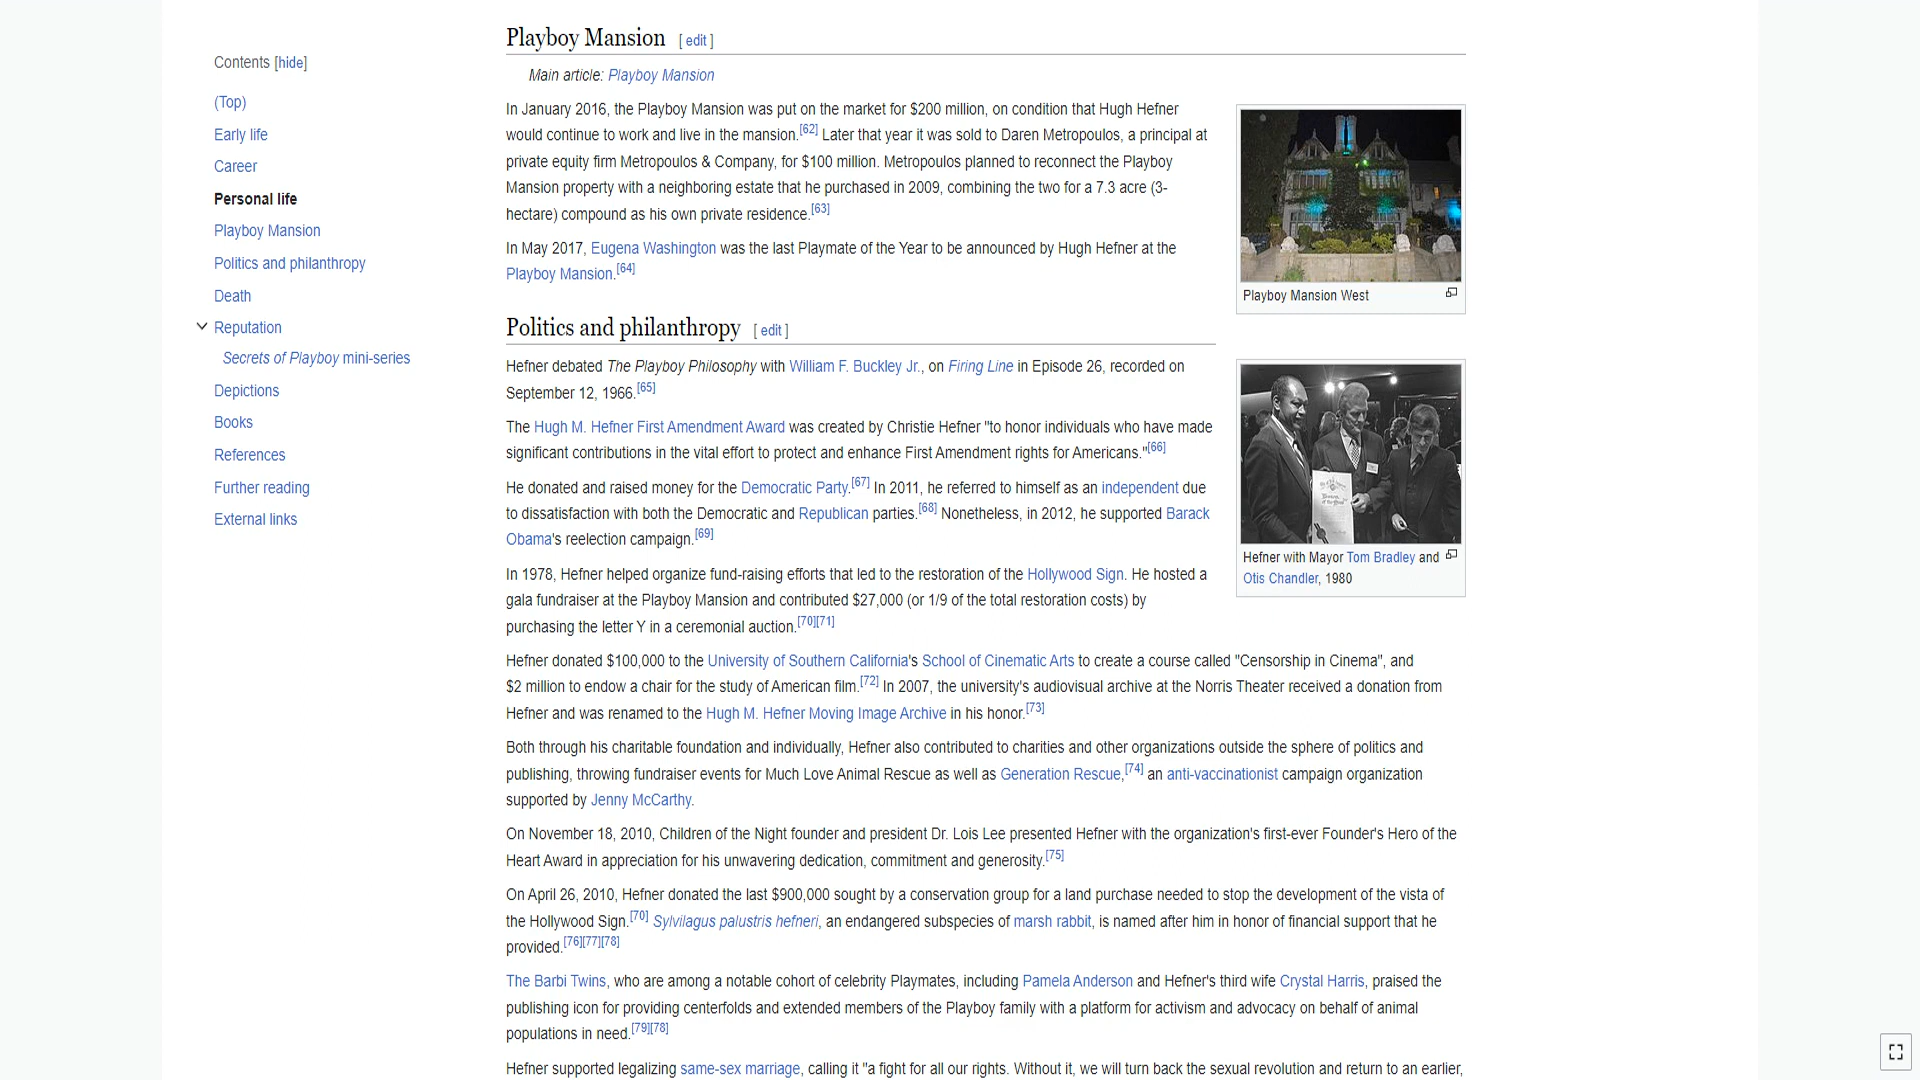 Contents [hide]
(Top)
Early life
Career
Personal life
Playboy Mansion
Politics and philanthropy
Death
Reputation
Secrets of Playboy mini-series
Depictions
Books
References
Further reading
External links
Playboy Mansion [ edit ]
Main article: Playboy Mansion
In January 2016, the Playboy Mansion was put on the market for $200 million, on condition that Hugh Hefner
would continue to work and live in the mansion.[62] Later that year it was sold to Daren Metropoulos, a principal at
private equity firm Metropoulos & Company, for $100 million. Metropoulos planned to reconnect the Playboy
Mansion property with a neighboring estate that he purchased in 2009, combining the two for a 7.3 acre (3-
hectare) compound as his own private residence.[63]
In May 2017, Eugena Washington was the last Playmate of the Year to be announced by Hugh Hefner at the
Playboy Mansion.[64]
Playboy Mansion West
Politics and philanthropy [ edit ]
Hefner debated The Playboy Philosophy with William F. Buckley Jr., on Firing Line in Episode 26, recorded on
September 12, 1966.[65]
The Hugh M. Hefner First Amendment Award was created by Christie Hefner "to honor individuals who have made
significant contributions in the vital effort to protect and enhance First Amendment rights for Americans."[66]
He donated and raised money for the Democratic Party.[67] In 2011, he referred to himself as an independent due
to dissatisfaction with both the Democratic and Republican parties.[68] Nonetheless, in 2012, he supported Barack
Obama's reelection campaign.[69]
In 1978, Hefner helped organize fund-raising efforts that led to the restoration of the Hollywood Sign. He hosted a
gala fundraiser at the Playboy Mansion and contributed $27,000 (or 1/9 of the total restoration costs) by
purchasing the letter Y in a ceremonial auction.[70][71]
Hefner with Mayor Tom Bradley and
Otis Chandler, 1980
Hefner donated $100,000 to the University of Southern California's School of Cinematic Arts to create a course called "Censorship in Cinema", and
$2 million to endow a chair for the study of American film.[72] In 2007, the university's audiovisual archive at the Norris Theater received a donation from
Hefner and was renamed to the Hugh M. Hefner Moving Image Archive in his honor.[73]
Both through his charitable foundation and individually, Hefner also contributed to charities and other organizations outside the sphere of politics and
publishing, throwing fundraiser events for Much Love Animal Rescue as well as Generation Rescue,[74] an anti-vaccinationist campaign organization
supported by Jenny McCarthy.
On November 18, 2010, Children of the Night founder and president Dr. Lois Lee presented Hefner with the organization's first-ever Founder's Hero of the
Heart Award in appreciation for his unwavering dedication, commitment and generosity.[75]
On April 26, 2010, Hefner donated the last $900,000 sought by a conservation group for a land purchase needed to stop the development of the vista of
the Hollywood Sign.[70] Sylvilagus palustris hefneri, an endangered subspecies of marsh rabbit, is named after him in honor of financial support that he
provided.[76][77][78]
The Barbi Twins, who are among a notable cohort of celebrity Playmates, including Pamela Anderson and Hefner's third wife Crystal Harris, praised the
publishing icon for providing centerfolds and extended members of the Playboy family with a platform for activism and advocacy on behalf of animal
populations in need.[79][78]
Hefner supported legalizing same-sex marriage, calling it "a fight for all our rights. Without it, we will turn back the sexual revolution and return to an earlier,